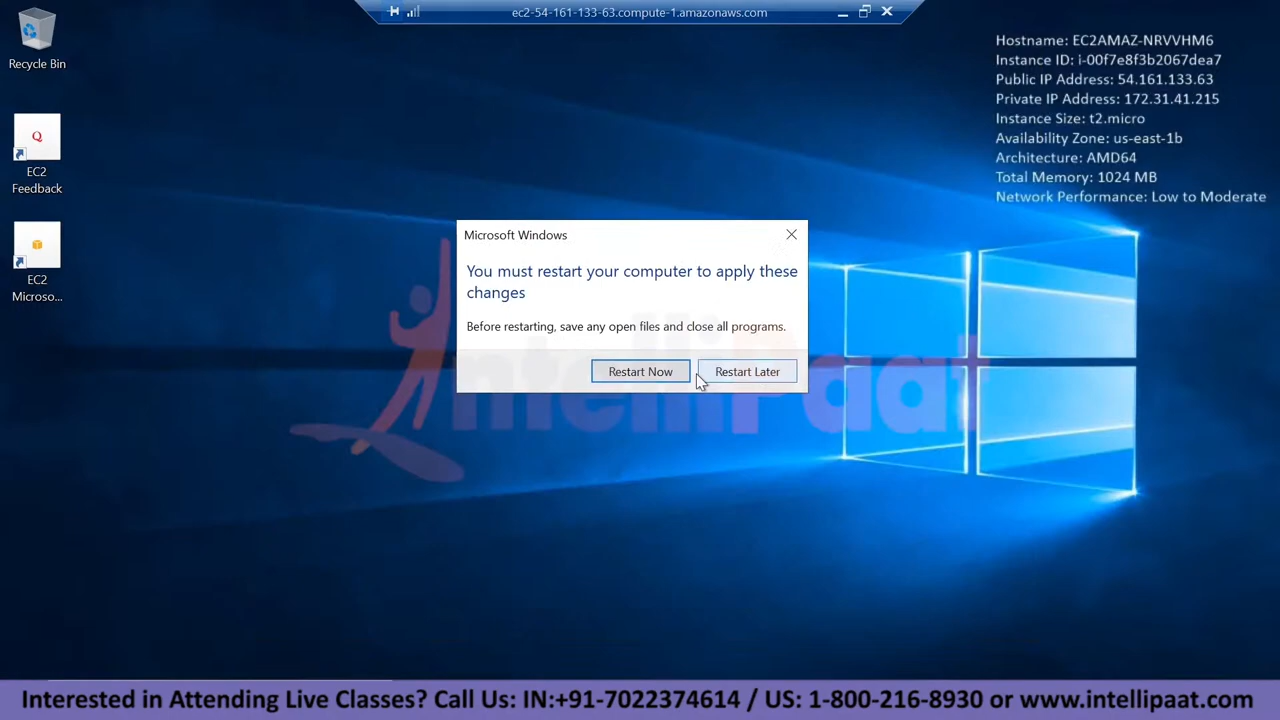 ec2-54-161-133-63.compute-1.amazonaws.com
Recycle Bin
EC2
Feedback
EC2
Microso...
Hostname: EC2AMAZ-NRVVHM6
Instance ID: i-00f7e8f3b2067dea7
Public IP Address: 54.161.133.63
Private IP Address: 172.31.41.215
Instance Size: t2.micro
Availability Zone: us-east-1b
Architecture: AMD64
Total Memory: 1024 MB
Network Performance: Low to Moderate
Microsoft Windows
You must restart your computer to apply these
changes
Before restarting, save any open files and close all programs.
Restart Now
Restart Later
IntelliPaat
Interested in Attending Live Classes? Call Us: IN:+91-7022374614 / US: 1-800-216-8930 or www.intellipaat.com